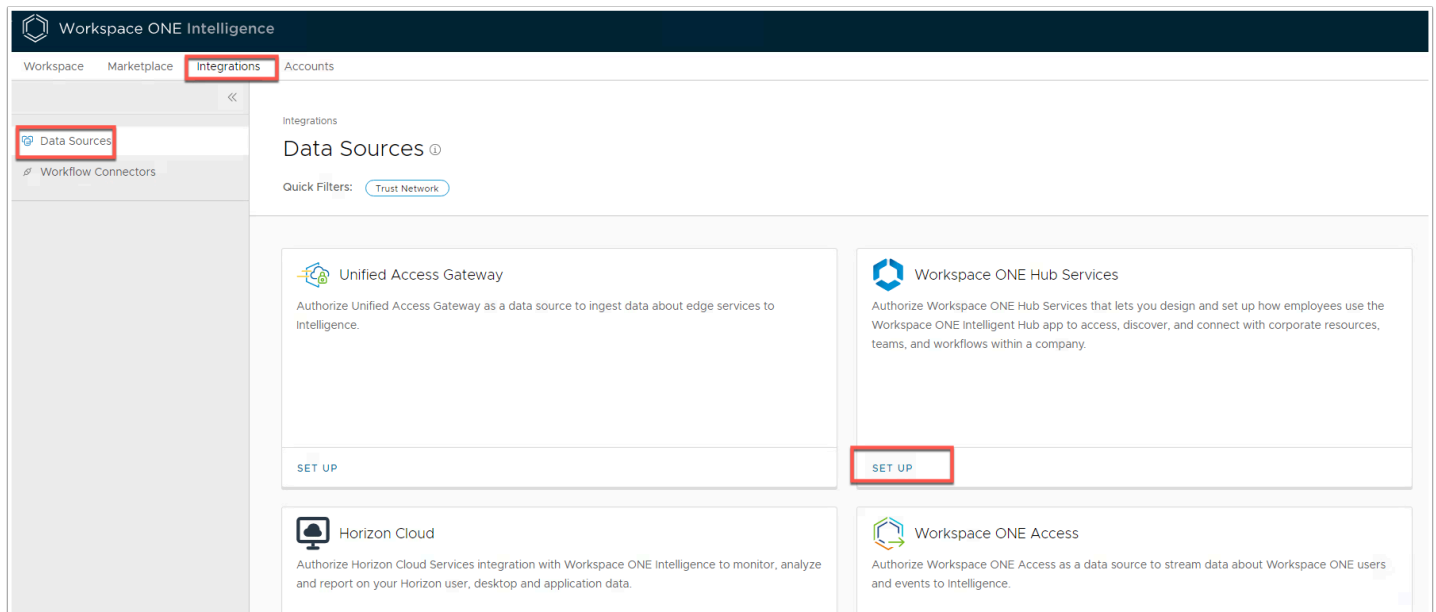 Workspace ONE Intelligence
Workspace Marketplace Integrations Accounts
Data Sources
Workflow Connectors
Integrations
Data Sources
Quick Filters: Trust Network
Unified Access Gateway
Authorize Unified Access Gateway as a data source to ingest data about edge services to
Intelligence.
SET UP
Workspace ONE Hub Services
Authorize Workspace ONE Hub Services that lets you design and set up how employees use the
Workspace ONE Intelligent Hub app to access, discover, and connect with corporate resources,
teams, and workflows within a company.
SET UP
Horizon Cloud
Authorize Horizon Cloud Services integration with Workspace ONE Intelligence to monitor, analyze
and report on your Horizon user, desktop and application data.
Workspace ONE Access
Authorize Workspace ONE Access as a data source to stream data about Workspace ONE users
and events to Intelligence.